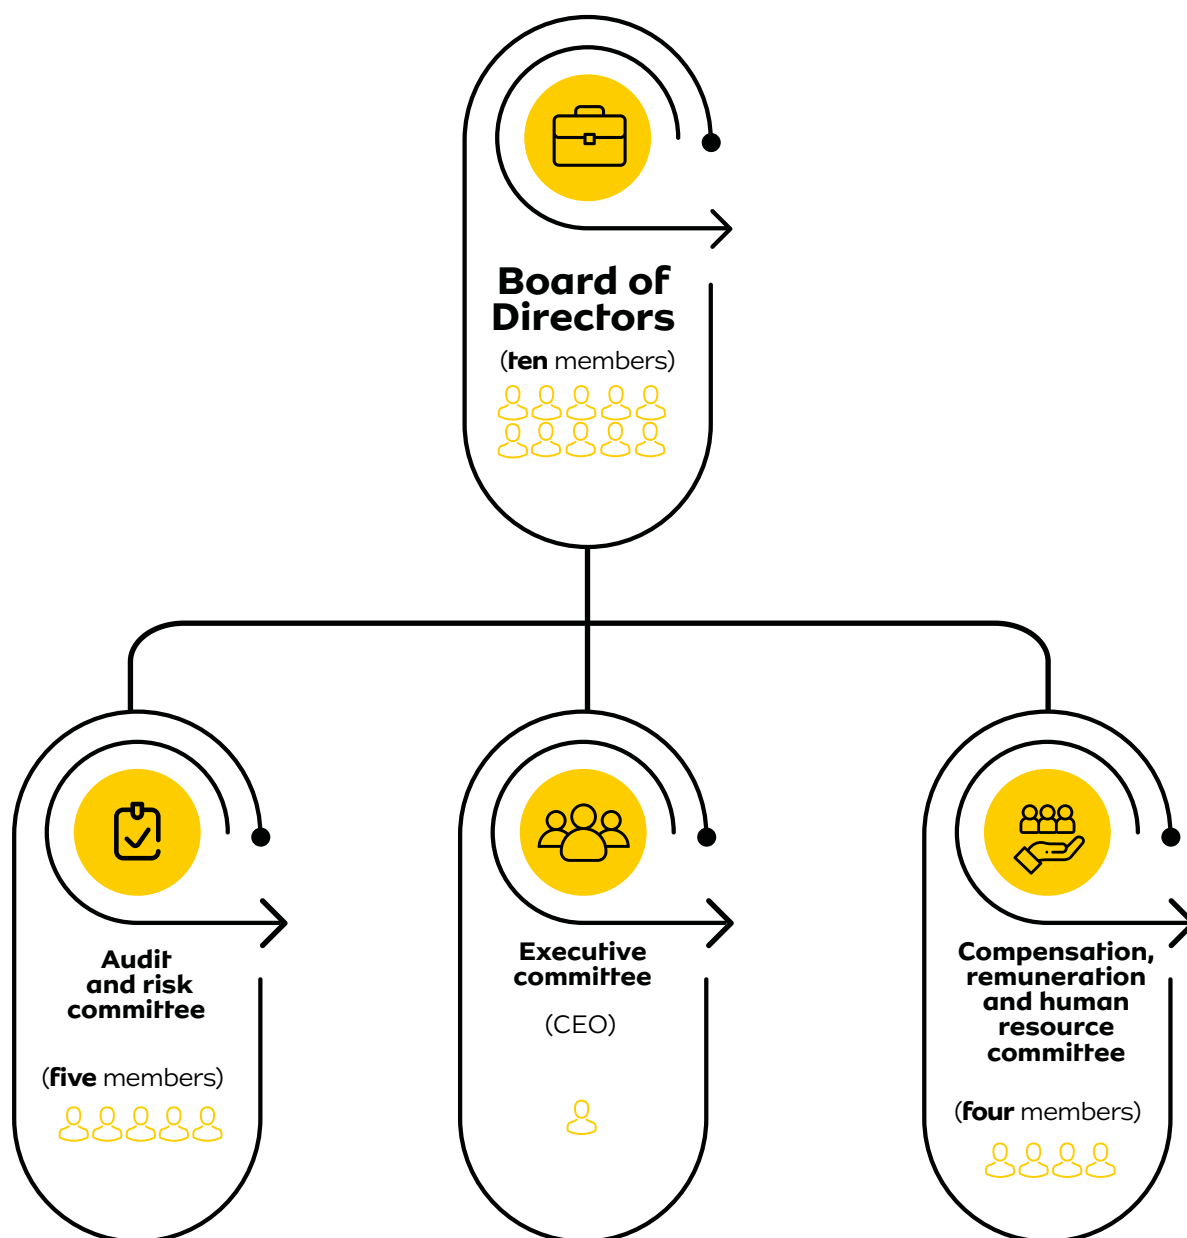 Board of
Directors
(ten members)
Audit
and risk
committee
(five members)
Executive
committee
(CEO)
Compensation,
remuneration
and human
resource
committee
(four members)